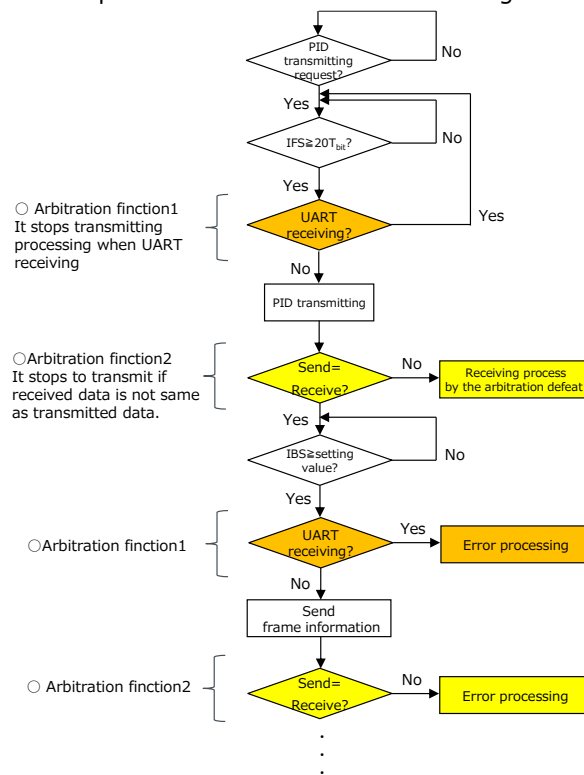 PID
transmitting
request?
No
Yes
IFS≧20Tbit?
No
Yes
○ Arbitration finction1
It stops transmitting
processing when UART
receiving
UART
receiving?
Yes
No
PID transmitting
○Arbitration finction2
It stops to transmit if
received data is not same
as transmitted data.
Send=
Receive?
No
Receiving process
by the arbitration defeat
Yes
IBS≧setting
value?
No
Yes
○Arbitration finction1
UART
receiving?
Yes
Error processing
No
Send
frame information
○ Arbitration finction2
Send=
Receive?
No
Error processing